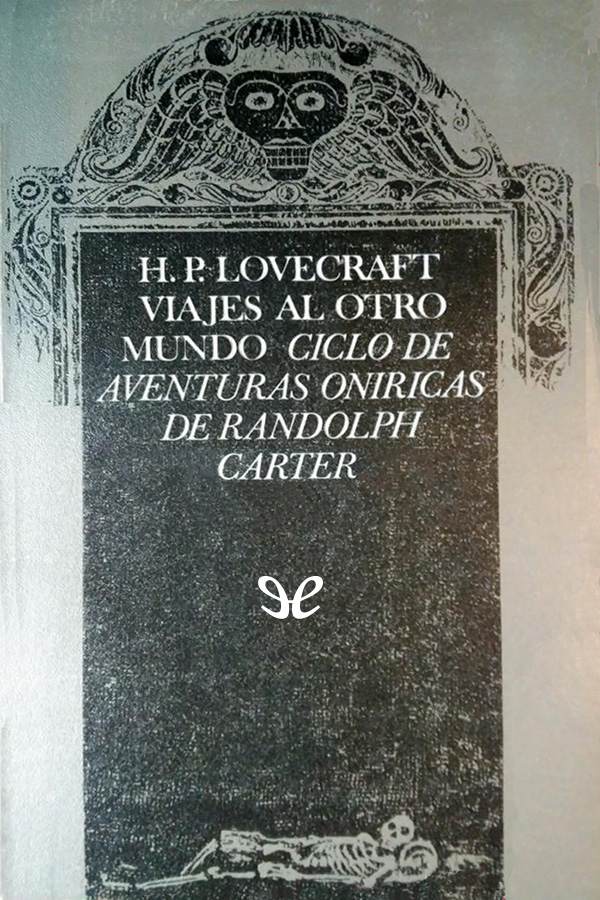 H. P. LOVECRAFT
VIAJES AL OTRO
MUNDO CICLO DE
AVENTURAS ONIRICAS
DE RANDOLPH
CARTER